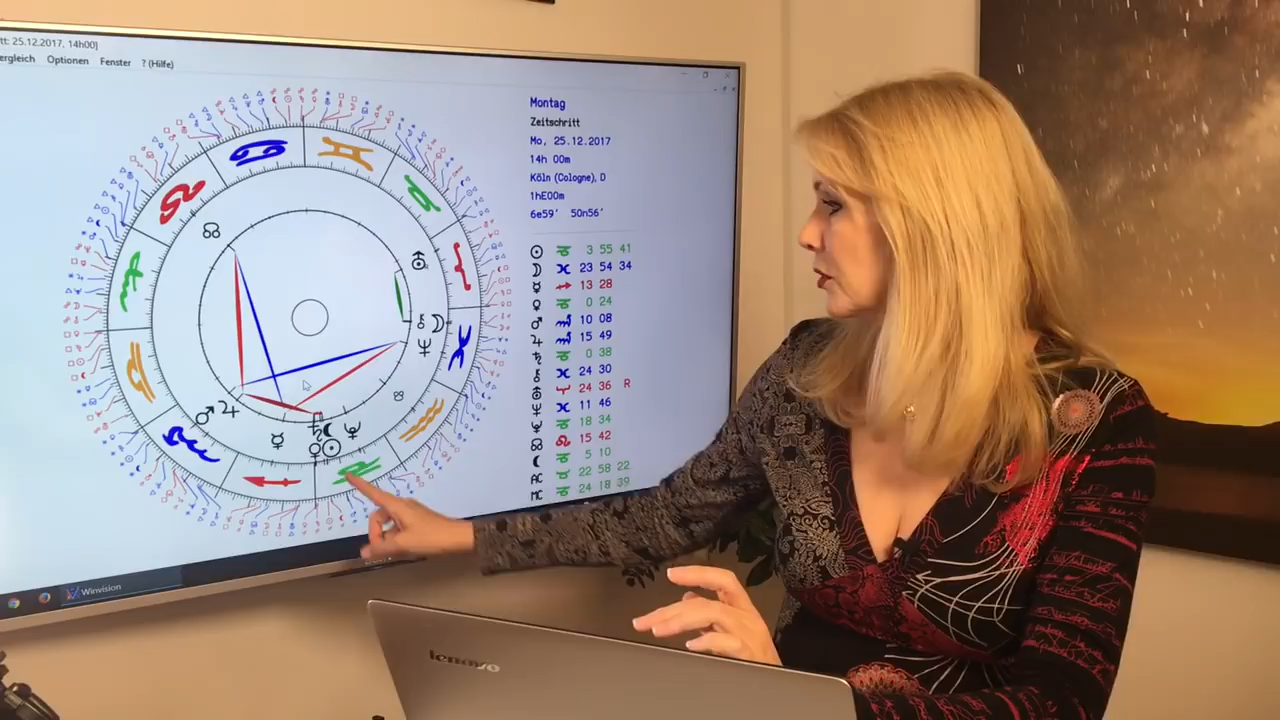 tt: 25.12.2017, 14h00]
ergleich Optionen Fenster ? (Hilfe)
Montag
Zeitschritt
Mo, 25.12.2017
14h 00m
Köln (Cologne), D
1hE00m
6e59' 50n56'
☉ ♑ 3 55 41
☽ ♓ 23 54 34
☿ ♐ 13 28
♀ ♑ 0 24
♂ ♏ 10 08
♃ ♏ 15 49
♄ ♑ 0 38
⚷ ♓ 24 30
⛢ ♈ 24 36 R
♆ ♓ 11 46
♑ 18 34
☊ ♌ 15 42
⚸ ♑ 5 10
AC ♉ 22 58 22
MC ♑ 24 18 39
Winvision
lenovo